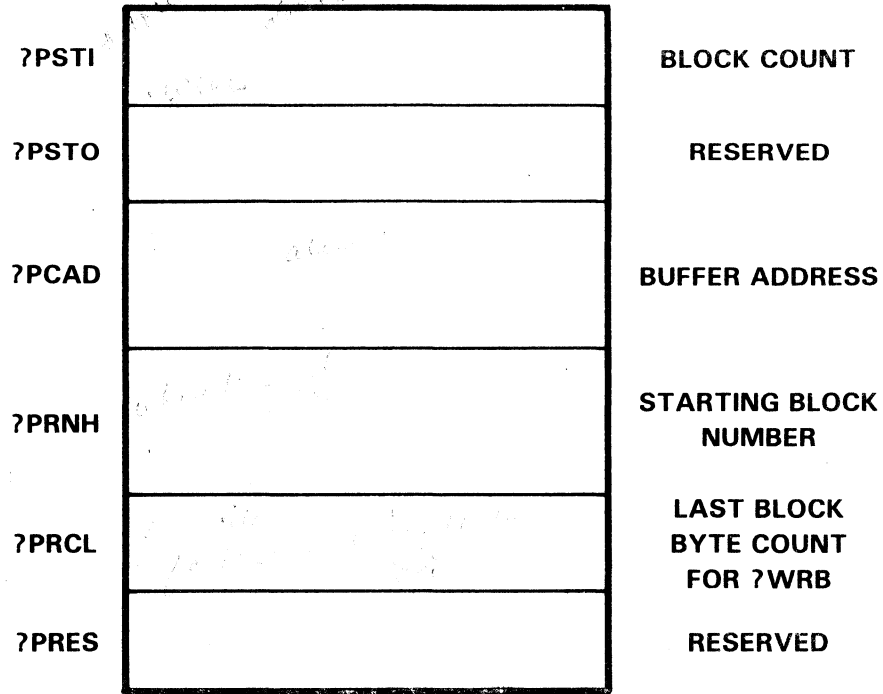 ?PSTI BLOCK COUNT
?PSTO RESERVED
?PCAD BUFFER ADDRESS
?PRNH STARTING BLOCK
NUMBER
LAST BLOCK
?PRCL BYTE COUNT
FOR ?WRB
?PRES RESERVED